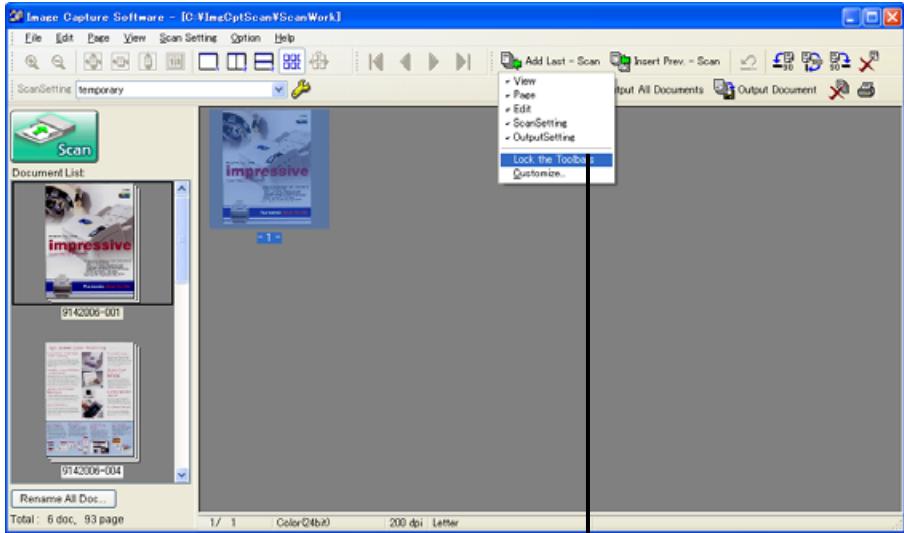 Image Capture Software - [C:¥ImgCptScan¥ScanWork]
File Edit Page View Scan Setting Option Help
Add Last - Scan Insert Prev. - Scan
ScanSetting temporary
tput All Documents Output Document
View
Page
Edit
ScanSetting
OutputSetting
Lock the Toolbars
Customize...
Scan
Document List:
impressive
9142006-001
9142006-004
impressive
- 1 -
Rename All Doc...
Total : 6 doc, 93 page
1/ 1 Color(24bit) 200 dpi Letter